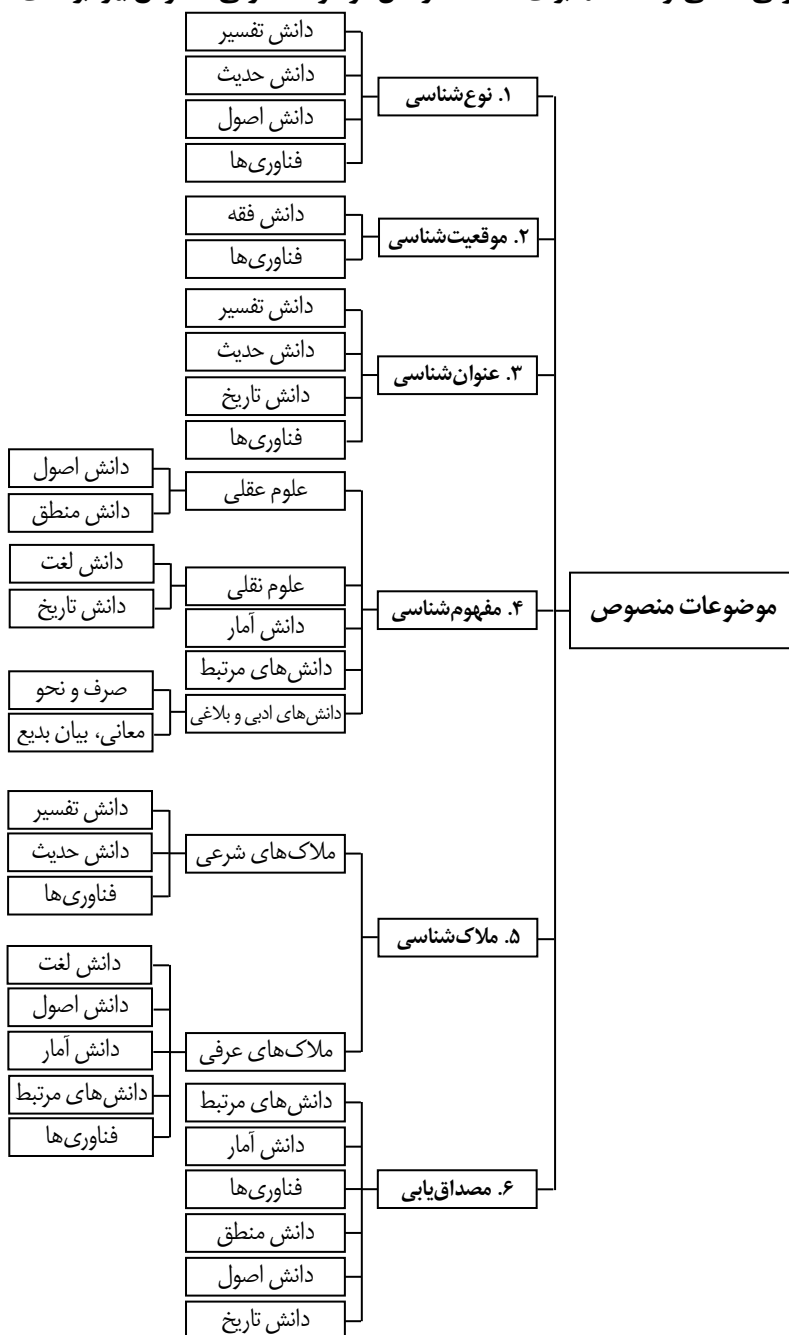 موضوعات منصوص
۱. نوع‌شناسی
دانش تفسیر
دانش حدیث
دانش اصول
فناوری‌ها
۲. موقعیت‌شناسی
دانش فقه
فناوری‌ها
۳. عنوان‌شناسی
دانش تفسیر
دانش حدیث
دانش تاریخ
فناوری‌ها
۴. مفهوم‌شناسی
علوم عقلی
دانش اصول
دانش منطق
علوم نقلی
دانش لغت
دانش تاریخ
دانش آمار
دانش‌های مرتبط
دانش‌های ادبی و بلاغی
صرف و نحو
معانی، بیان بدیع
۵. ملاک‌شناسی
ملاک‌های شرعی
دانش تفسیر
دانش حدیث
فناوری‌ها
ملاک‌های عرفی
دانش لغت
دانش اصول
دانش آمار
دانش‌های مرتبط
فناوری‌ها
۶. مصداق‌یابی
دانش‌های مرتبط
دانش آمار
فناوری‌ها
دانش منطق
دانش اصول
دانش تاریخ